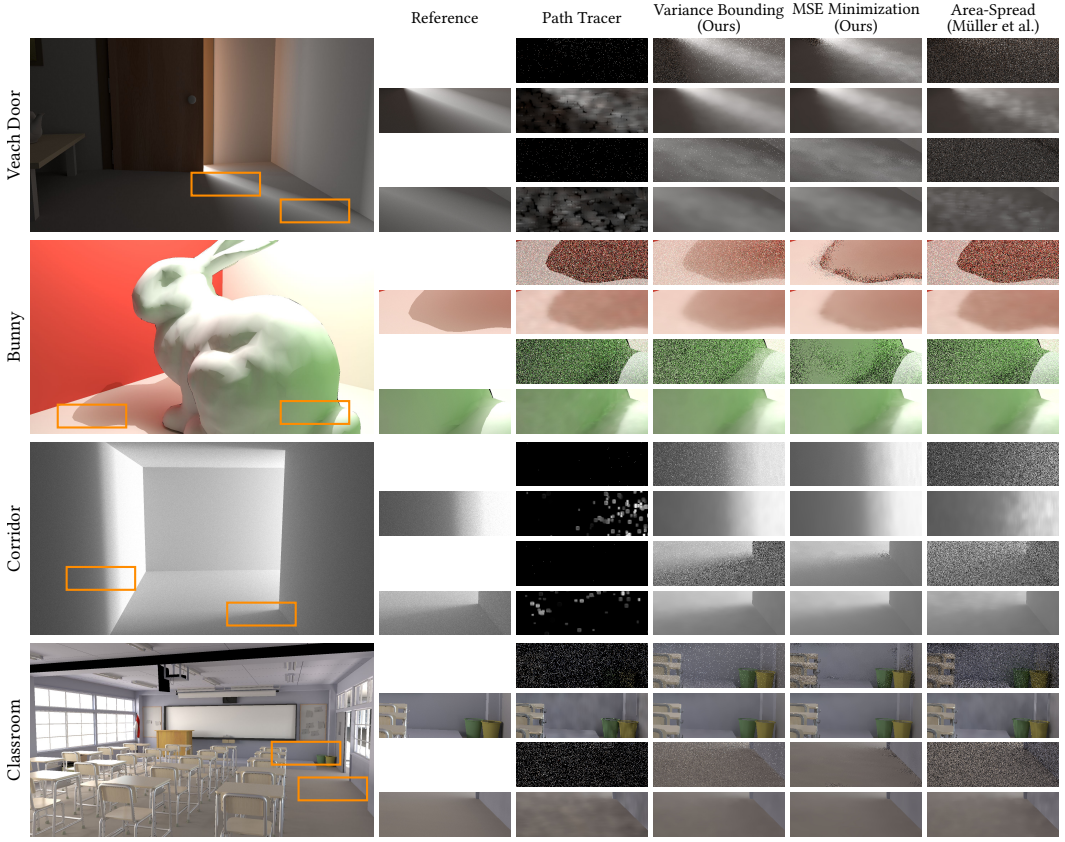 Reference
Path Tracer
Variance Bounding
(Ours)
MSE Minimization
(Ours)
Area-Spread
(Müller et al.)
Veach Door
Bunny
Corridor
Classroom